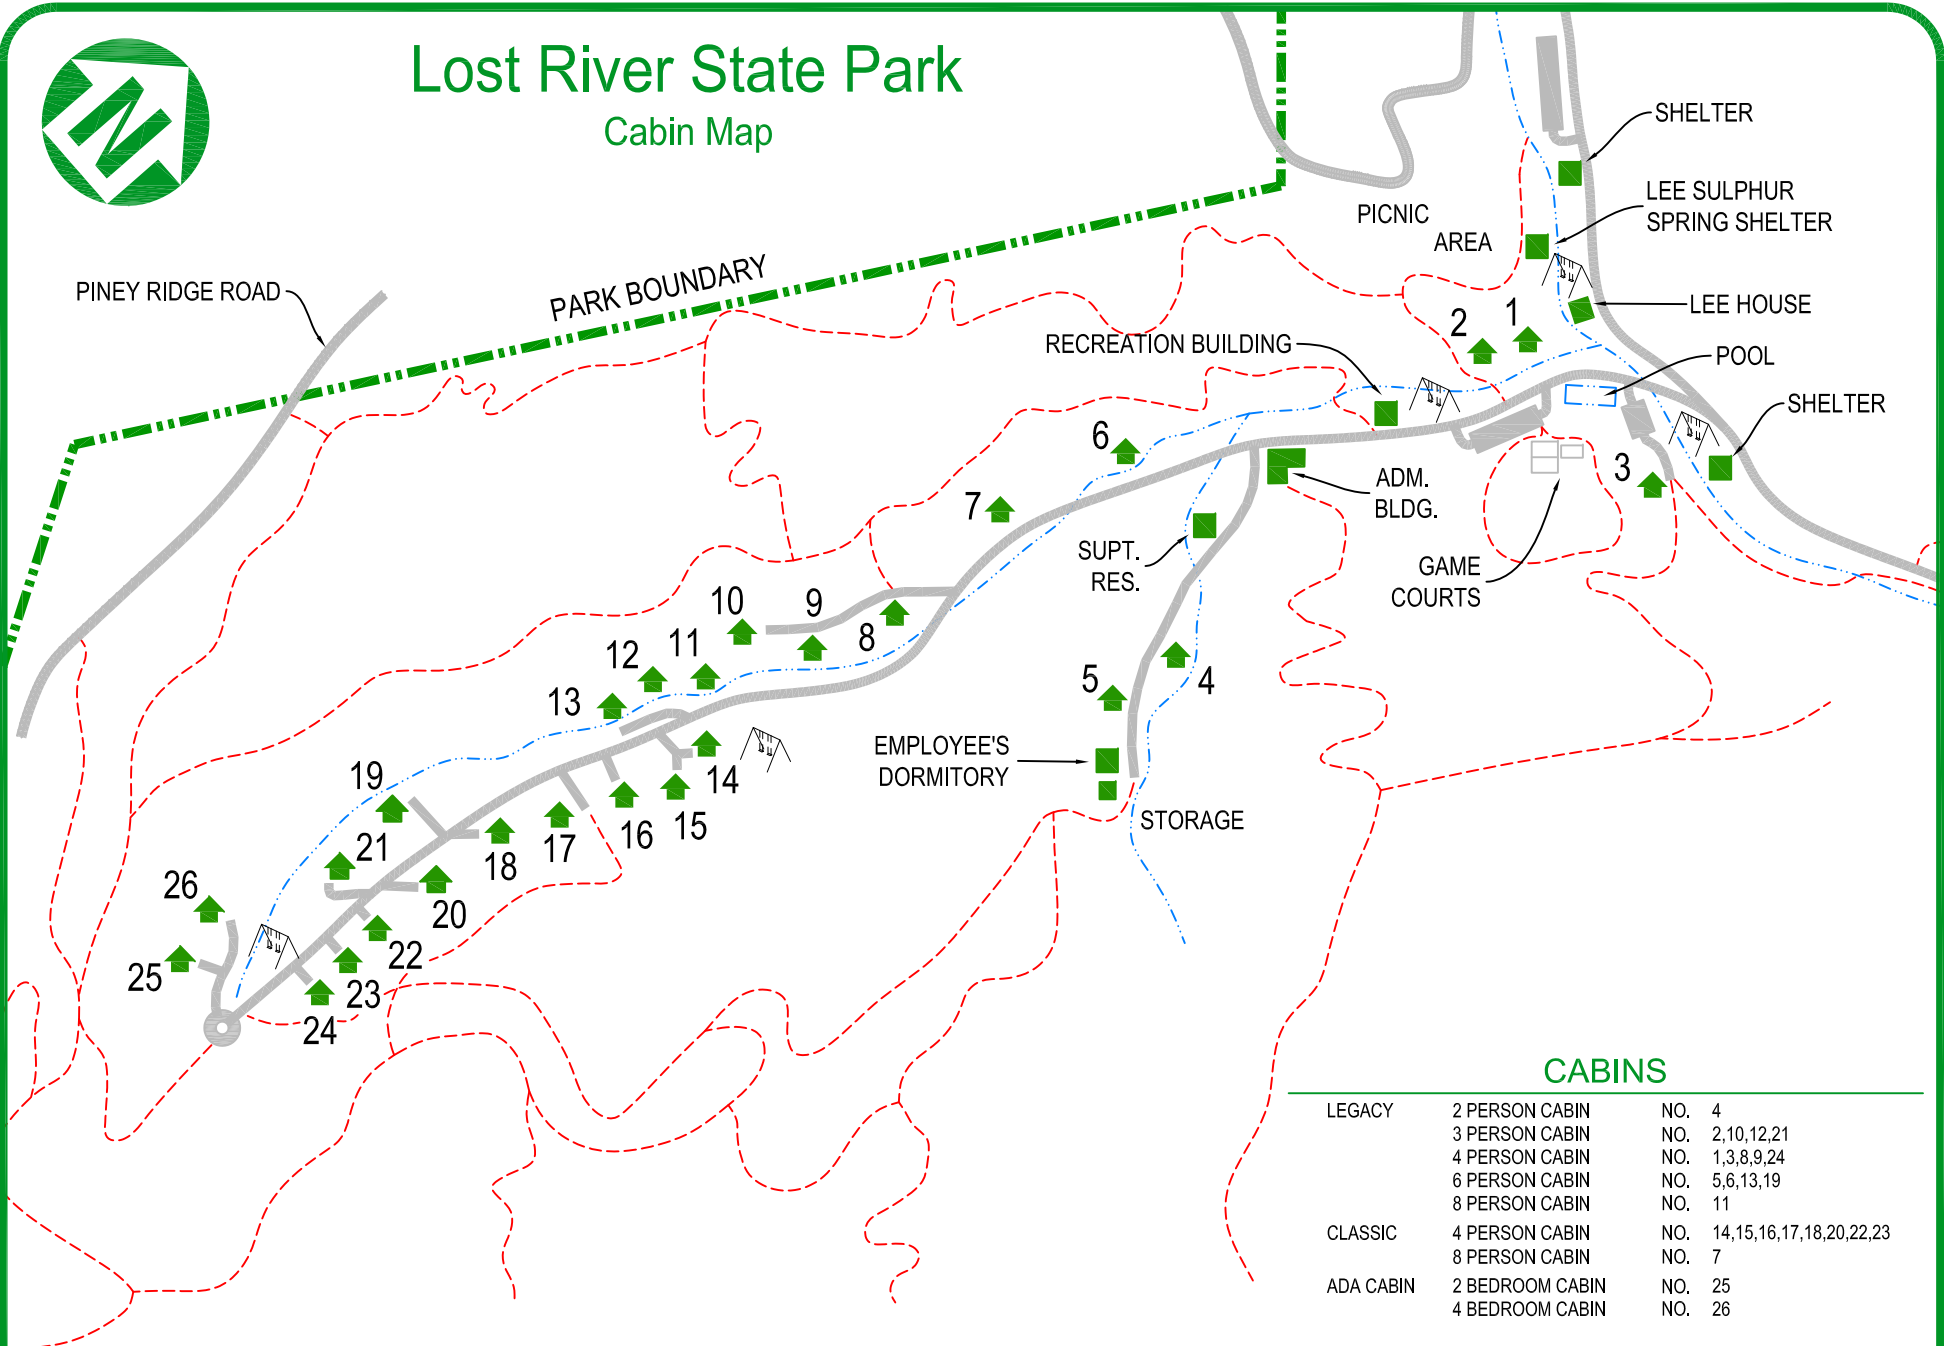 Lost River State Park
Cabin Map
N
SHELTER
LEE SULPHUR
SPRING SHELTER
PICNIC
AREA
PINEY RIDGE ROAD
PARK BOUNDARY
LEE HOUSE
1
2
RECREATION BUILDING
POOL
SHELTER
6
3
7
ADM.
BLDG.
SUPT.
RES.
GAME
COURTS
10
9
8
12
11
13
5
4
EMPLOYEE'S
DORMITORY
STORAGE
19
14
15
16
17
18
21
26
20
22
25
23
24
CABINS
LEGACY 2 PERSON CABIN NO. 4
3 PERSON CABIN NO. 2,10,12,21
4 PERSON CABIN NO. 1,3,8,9,24
6 PERSON CABIN NO. 5,6,13,19
8 PERSON CABIN NO. 11
CLASSIC 4 PERSON CABIN NO. 14,15,16,17,18,20,22,23
8 PERSON CABIN NO. 7
ADA CABIN 2 BEDROOM CABIN NO. 25
4 BEDROOM CABIN NO. 26